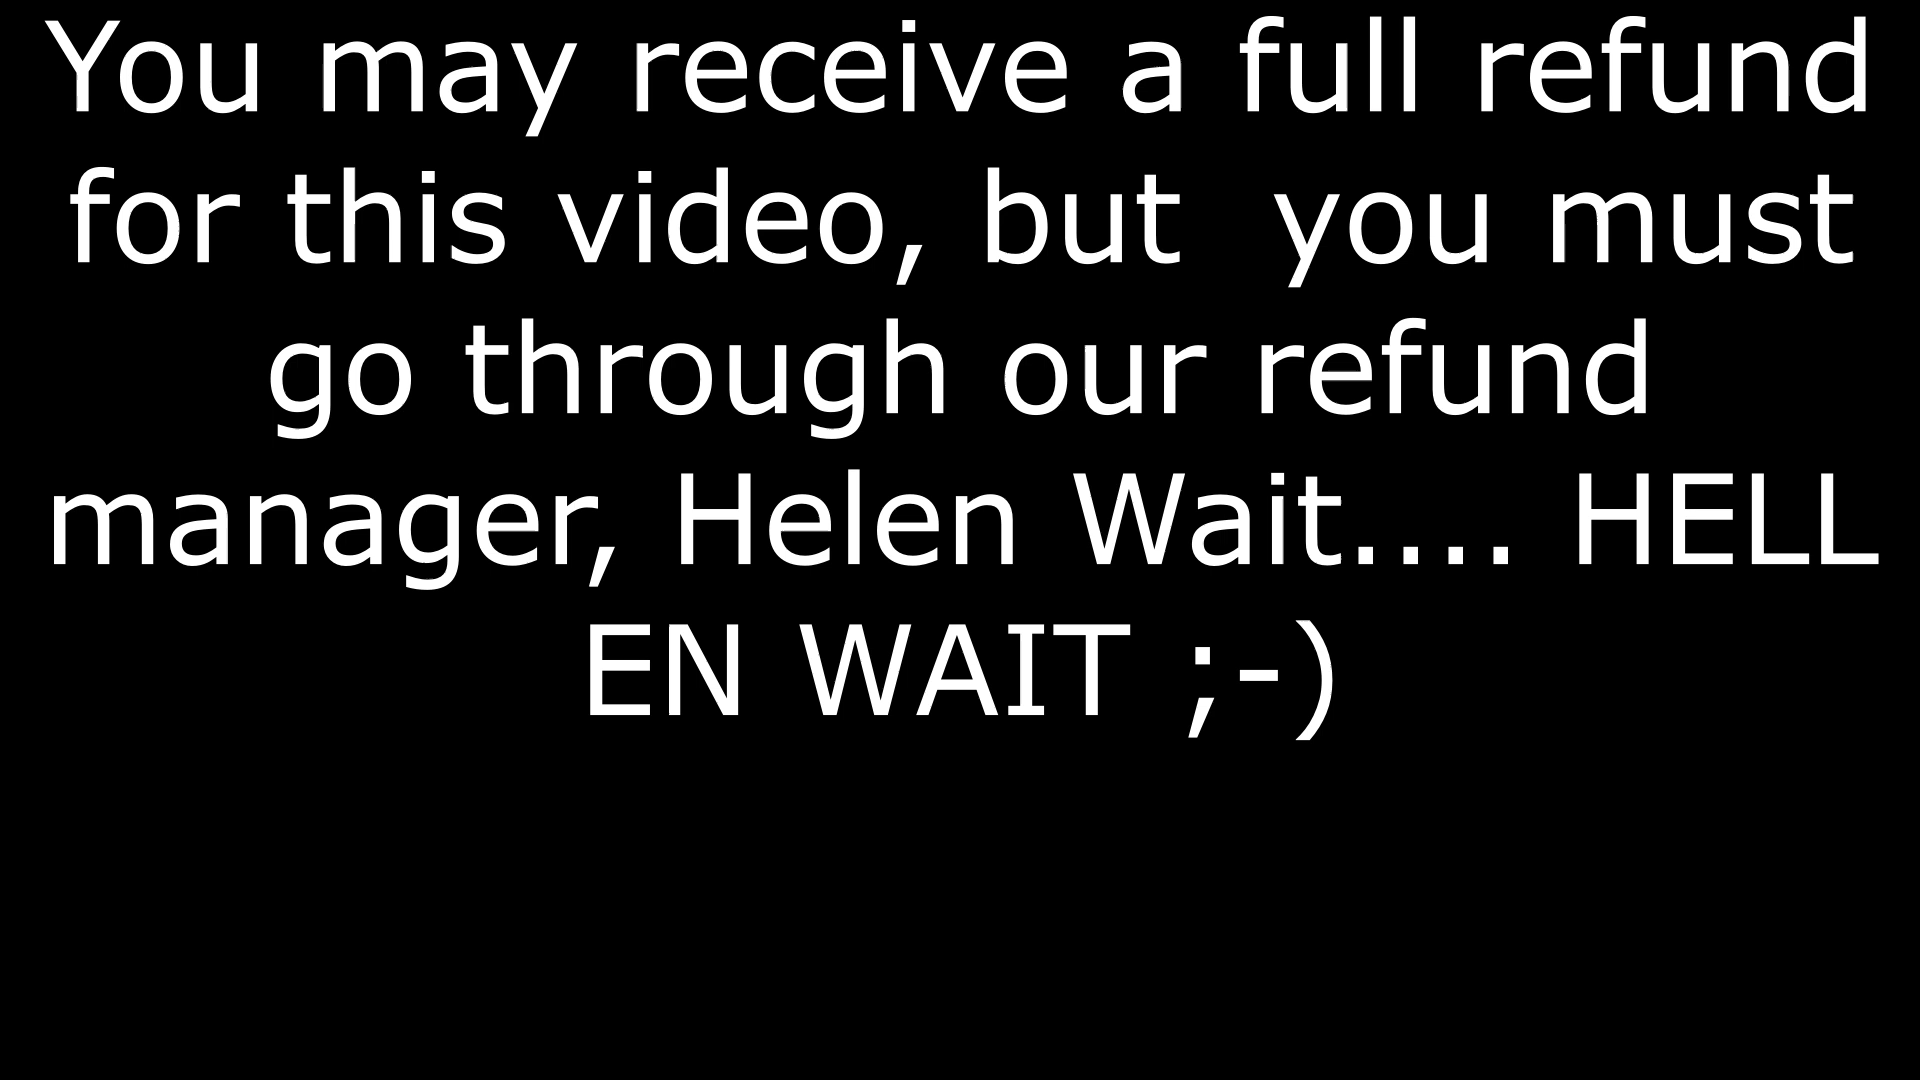 You may receive a full refund
for this video, but  you must
go through our refund
manager, Helen Wait.... HELL
EN WAIT ;-)